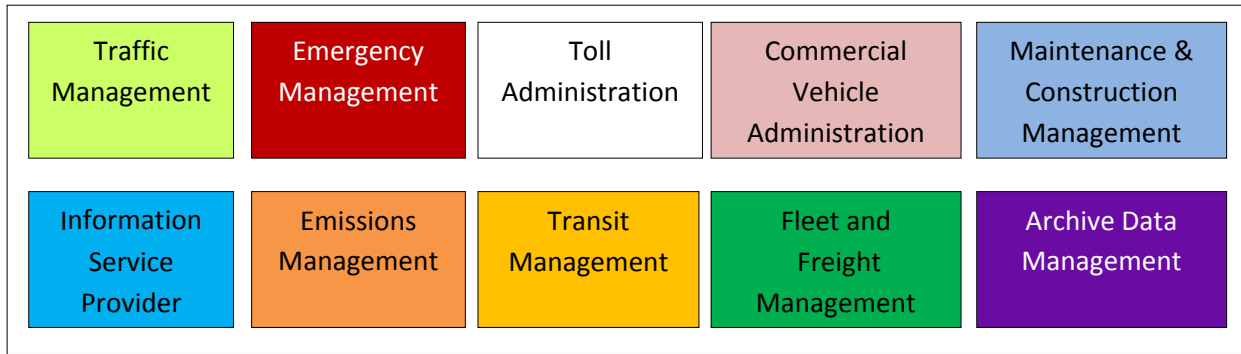 Traffic
Management
Emergency
Management
Toll
Administration
Commercial
Vehicle
Administration
Maintenance &
Construction
Management
Information
Service
Provider
Emissions
Management
Transit
Management
Fleet and
Freight
Management
Archive Data
Management